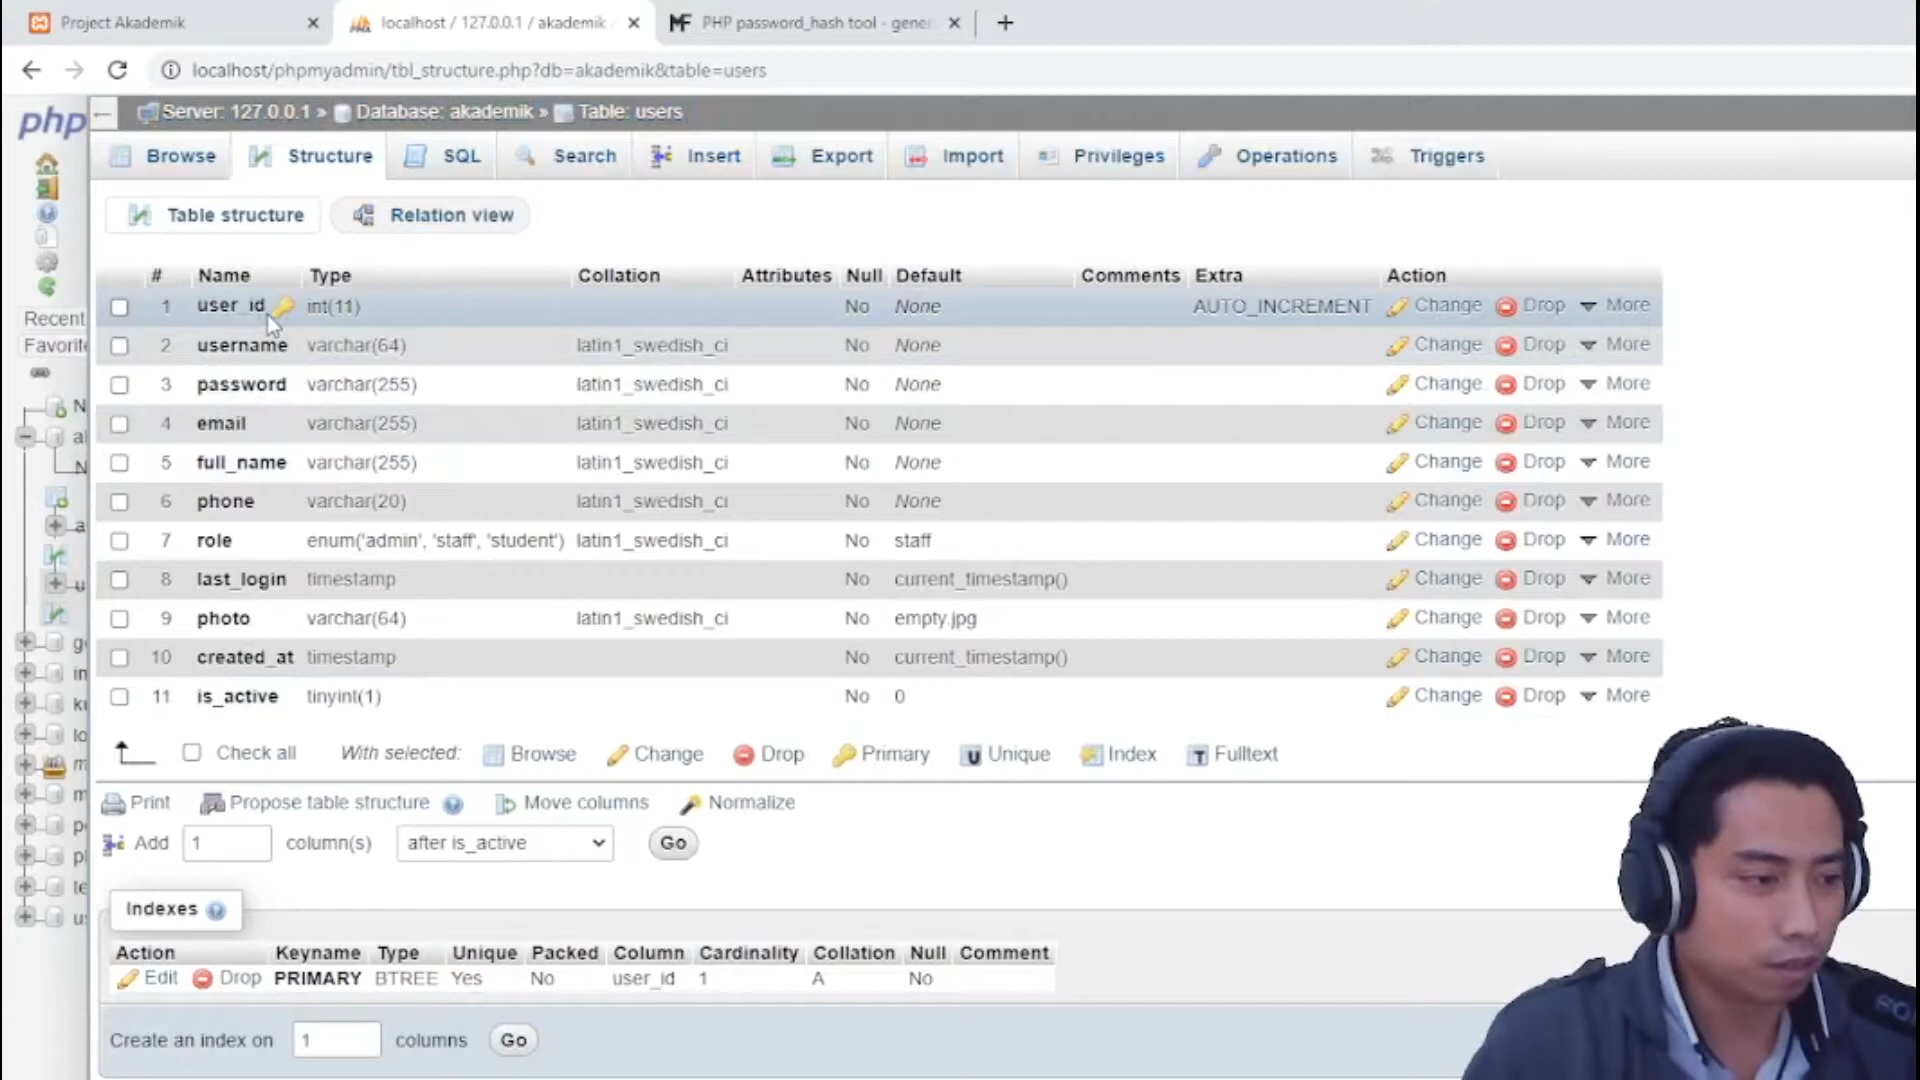 Project Akademik
localhost / 127.0.0.1 / akademik
PHP password_hash tool - gene
localhost/phpmyadmin/tbl_structure.php?db=akademik&table=users
php
Server: 127.0.0.1 » Database: akademik » Table: users
Browse Structure SQL Search Insert Export Import Privileges Operations Triggers
Table structure Relation view
# Name Type Collation Attributes Null Default Comments Extra Action
1 user_id int(11) No None AUTO_INCREMENT Change Drop More
2 username varchar(64) latin1_swedish_ci No None Change Drop More
3 password varchar(255) latin1_swedish_ci No None Change Drop More
4 email varchar(255) latin1_swedish_ci No None Change Drop More
5 full_name varchar(255) latin1_swedish_ci No None Change Drop More
6 phone varchar(20) latin1_swedish_ci No None Change Drop More
7 role enum('admin', 'staff', 'student') latin1_swedish_ci No staff Change Drop More
8 last_login timestamp No current_timestamp() Change Drop More
9 photo varchar(64) latin1_swedish_ci No empty.jpg Change Drop More
10 created_at timestamp No current_timestamp() Change Drop More
11 is_active tinyint(1) No 0 Change Drop More
Check all With selected: Browse Change Drop Primary Unique Index Fulltext
Print Propose table structure Move columns Normalize
Add 1 column(s) after is_active Go
Indexes
Action Keyname Type Unique Packed Column Cardinality Collation Null Comment
Edit Drop PRIMARY BTREE Yes No user_id 1 A No
Create an index on 1 columns Go
Recent
Favorit